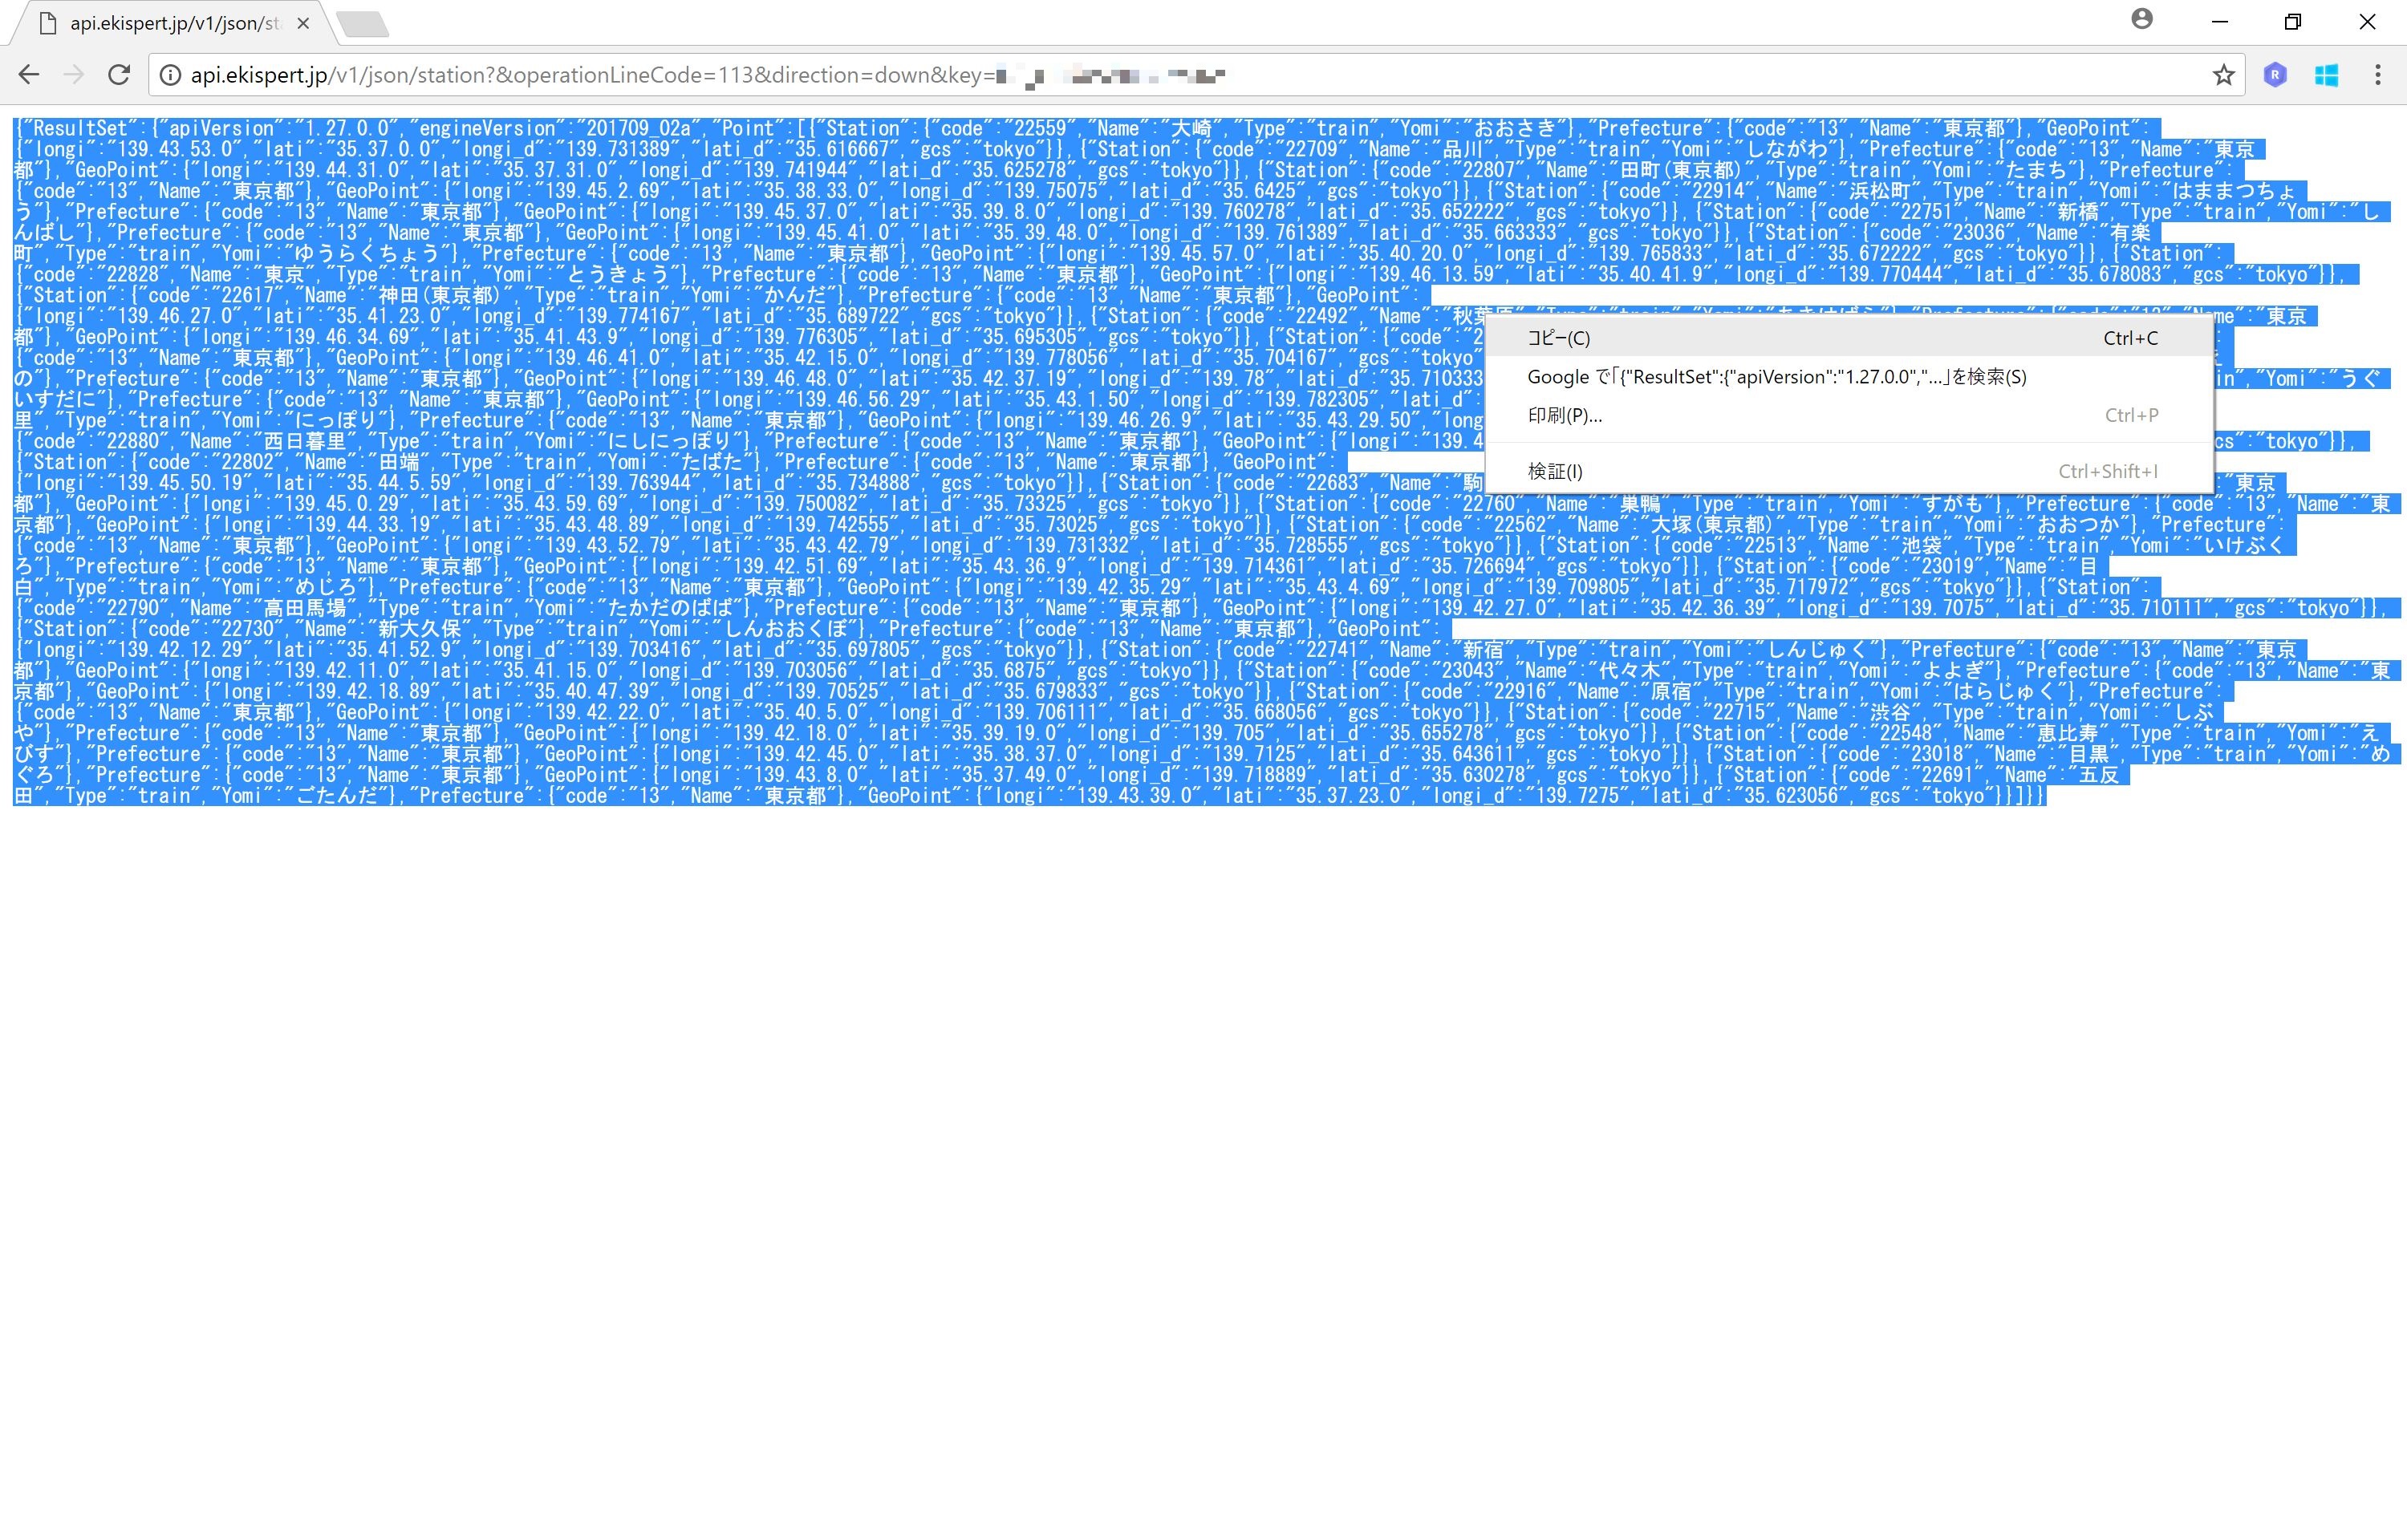 api.ekispert.jp/v1/json/st
api.ekispert.jp/v1/json/station?&operationLineCode=113&direction=down&key=
{"ResultSet":{"apiVersion":"1.27.0.0","engineVersion":"201709_02a","Point":[{"Station":{"code":"22559","Name":"大崎","Type":"train","Yomi":"おおさき"},"Prefecture":{"code":"13","Name":"東京都"},"GeoPoint":
{"longi":"139.43.53.0","lati":"35.37.0.0","longi_d":"139.731389","lati_d":"35.616667","gcs":"tokyo"}},{"Station":{"code":"22709","Name":"品川","Type":"train","Yomi":"しながわ"},"Prefecture":{"code":"13","Name":"東京
都"},"GeoPoint":{"longi":"139.44.31.0","lati":"35.37.31.0","longi_d":"139.741944","lati_d":"35.625278","gcs":"tokyo"}},{"Station":{"code":"22807","Name":"田町(東京都)","Type":"train","Yomi":"たまち"},"Prefecture":
{"code":"13","Name":"東京都"},"GeoPoint":{"longi":"139.45.2.69","lati":"35.38.33.0","longi_d":"139.75075","lati_d":"35.6425","gcs":"tokyo"}},{"Station":{"code":"22914","Name":"浜松町","Type":"train","Yomi":"はままつちょ
う"},"Prefecture":{"code":"13","Name":"東京都"},"GeoPoint":{"longi":"139.45.37.0","lati":"35.39.8.0","longi_d":"139.760278","lati_d":"35.652222","gcs":"tokyo"}},{"Station":{"code":"22751","Name":"新橋","Type":"train","Yomi":"し
んばし"},"Prefecture":{"code":"13","Name":"東京都"},"GeoPoint":{"longi":"139.45.41.0","lati":"35.39.48.0","longi_d":"139.761389","lati_d":"35.663333","gcs":"tokyo"}},{"Station":{"code":"23036","Name":"有楽
町","Type":"train","Yomi":"ゆうらくちょう"},"Prefecture":{"code":"13","Name":"東京都"},"GeoPoint":{"longi":"139.45.57.0","lati":"35.40.20.0","longi_d":"139.765833","lati_d":"35.672222","gcs":"tokyo"}},{"Station":
{"code":"22828","Name":"東京","Type":"train","Yomi":"とうきょう"},"Prefecture":{"code":"13","Name":"東京都"},"GeoPoint":{"longi":"139.46.13.59","lati":"35.40.41.9","longi_d":"139.770444","lati_d":"35.678083","gcs":"tokyo"}},
{"Station":{"code":"22617","Name":"神田(東京都)","Type":"train","Yomi":"かんだ"},"Prefecture":{"code":"13","Name":"東京都"},"GeoPoint":
{"longi":"139.46.27.0","lati":"35.41.23.0","longi_d":"139.774167","lati_d":"35.689722","gcs":"tokyo"}},{"Station":{"code":"22492","Name":"秋葉原","Type":"train","Yomi":"あきはばら"},"Prefecture":{"code":"13","Name":"東京
都"},"GeoPoint":{"longi":"139.46.34.69","lati":"35.41.43.9","longi_d":"139.776305","lati_d":"35.695305","gcs":"tokyo"}},{"Station":{"code":"2
{"code":"13","Name":"東京都"},"GeoPoint":{"longi":"139.46.41.0","lati":"35.42.15.0","longi_d":"139.778056","lati_d":"35.704167","gcs":"tokyo"
の"},"Prefecture":{"code":"13","Name":"東京都"},"GeoPoint":{"longi":"139.46.48.0","lati":"35.42.37.19","longi_d":"139.78","lati_d":"35.710333 in","Yomi":"うぐ
いすだに"},"Prefecture":{"code":"13","Name":"東京都"},"GeoPoint":{"longi":"139.46.56.29","lati":"35.43.1.50","longi_d":"139.782305","lati_d":
里","Type":"train","Yomi":"にっぽり"},"Prefecture":{"code":"13","Name":"東京都"},"GeoPoint":{"longi":"139.46.26.9","lati":"35.43.29.50","long
{"code":"22880","Name":"西日暮里","Type":"train","Yomi":"にしにっぽり"},"Prefecture":{"code":"13","Name":"東京都"},"GeoPoint":{"longi":"139.4 cs":"tokyo"}},
{"Station":{"code":"22802","Name":"田端","Type":"train","Yomi":"たばた"},"Prefecture":{"code":"13","Name":"東京都"},"GeoPoint":
{"longi":"139.45.50.19","lati":"35.44.5.59","longi_d":"139.763944","lati_d":"35.734888","gcs":"tokyo"}},{"Station":{"code":"22683","Name":"駒 :"東京
都"},"GeoPoint":{"longi":"139.45.0.29","lati":"35.43.59.69","longi_d":"139.750082","lati_d":"35.73325","gcs":"tokyo"}},{"Station":{"code":"22760","Name":"巣鴨","Type":"train","Yomi":"すがも"},"Prefecture":{"code":"13","Name":"東
京都"},"GeoPoint":{"longi":"139.44.33.19","lati":"35.43.48.89","longi_d":"139.742555","lati_d":"35.73025","gcs":"tokyo"}},{"Station":{"code":"22562","Name":"大塚(東京都)","Type":"train","Yomi":"おおつか"},"Prefecture":
{"code":"13","Name":"東京都"},"GeoPoint":{"longi":"139.43.52.79","lati":"35.43.42.79","longi_d":"139.731332","lati_d":"35.728555","gcs":"tokyo"}},{"Station":{"code":"22513","Name":"池袋","Type":"train","Yomi":"いけぶく
ろ"},"Prefecture":{"code":"13","Name":"東京都"},"GeoPoint":{"longi":"139.42.51.69","lati":"35.43.36.9","longi_d":"139.714361","lati_d":"35.726694","gcs":"tokyo"}},{"Station":{"code":"23019","Name":"目
白","Type":"train","Yomi":"めじろ"},"Prefecture":{"code":"13","Name":"東京都"},"GeoPoint":{"longi":"139.42.35.29","lati":"35.43.4.69","longi_d":"139.709805","lati_d":"35.717972","gcs":"tokyo"}},{"Station":
{"code":"22790","Name":"高田馬場","Type":"train","Yomi":"たかだのばば"},"Prefecture":{"code":"13","Name":"東京都"},"GeoPoint":{"longi":"139.42.27.0","lati":"35.42.36.39","longi_d":"139.7075","lati_d":"35.710111","gcs":"tokyo"}},
{"Station":{"code":"22730","Name":"新大久保","Type":"train","Yomi":"しんおおくぼ"},"Prefecture":{"code":"13","Name":"東京都"},"GeoPoint":
{"longi":"139.42.12.29","lati":"35.41.52.9","longi_d":"139.703416","lati_d":"35.697805","gcs":"tokyo"}},{"Station":{"code":"22741","Name":"新宿","Type":"train","Yomi":"しんじゅく"},"Prefecture":{"code":"13","Name":"東京
都"},"GeoPoint":{"longi":"139.42.11.0","lati":"35.41.15.0","longi_d":"139.703056","lati_d":"35.6875","gcs":"tokyo"}},{"Station":{"code":"23043","Name":"代々木","Type":"train","Yomi":"よよぎ"},"Prefecture":{"code":"13","Name":"東
京都"},"GeoPoint":{"longi":"139.42.18.89","lati":"35.40.47.39","longi_d":"139.70525","lati_d":"35.679833","gcs":"tokyo"}},{"Station":{"code":"22916","Name":"原宿","Type":"train","Yomi":"はらじゅく"},"Prefecture":
{"code":"13","Name":"東京都"},"GeoPoint":{"longi":"139.42.22.0","lati":"35.40.5.0","longi_d":"139.706111","lati_d":"35.668056","gcs":"tokyo"}},{"Station":{"code":"22715","Name":"渋谷","Type":"train","Yomi":"しぶ
や"},"Prefecture":{"code":"13","Name":"東京都"},"GeoPoint":{"longi":"139.42.18.0","lati":"35.39.19.0","longi_d":"139.705","lati_d":"35.655278","gcs":"tokyo"}},{"Station":{"code":"22548","Name":"恵比寿","Type":"train","Yomi":"え
びす"},"Prefecture":{"code":"13","Name":"東京都"},"GeoPoint":{"longi":"139.42.45.0","lati":"35.38.37.0","longi_d":"139.7125","lati_d":"35.643611","gcs":"tokyo"}},{"Station":{"code":"23018","Name":"目黒","Type":"train","Yomi":"め
ぐろ"},"Prefecture":{"code":"13","Name":"東京都"},"GeoPoint":{"longi":"139.43.8.0","lati":"35.37.49.0","longi_d":"139.718889","lati_d":"35.630278","gcs":"tokyo"}},{"Station":{"code":"22691","Name":"五反
田","Type":"train","Yomi":"ごたんだ"},"Prefecture":{"code":"13","Name":"東京都"},"GeoPoint":{"longi":"139.43.39.0","lati":"35.37.23.0","longi_d":"139.7275","lati_d":"35.623056","gcs":"tokyo"}}]}}
コピー(C) Ctrl+C
Google で「{"ResultSet":{"apiVersion":"1.27.0.0","...」を検索(S)
印刷(P)... Ctrl+P
検証(I) Ctrl+Shift+I